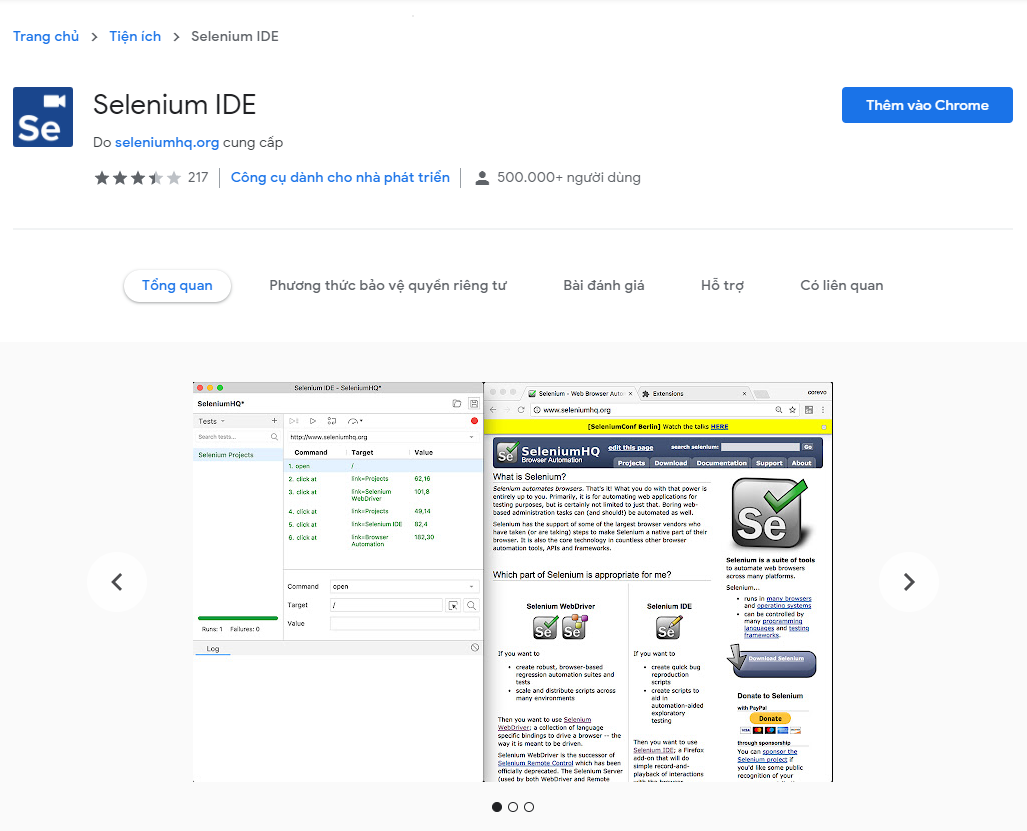 Trang chủ > Tiện ích > Selenium IDE
Se
Selenium IDE
Thêm vào Chrome
Do seleniumhq.org cung cấp
217 Công cụ dành cho nhà phát triển 500.000+ người dùng
Tổng quan Phương thức bảo vệ quyền riêng tư Bài đánh giá Hỗ trợ Có liên quan
Selenium IDE - SeleniumHQ*
SeleniumHQ*
Tests
Search tests...
Selenium Projects
http://www.seleniumhq.org
Command Target Value
1. open /
2. click at link=Projects 62,16
3. click at link=Selenium WebDriver 101,8
4. click at link=Projects 49,14
5. click at link=Selenium IDE 82,4
6. click at link=Browser Automation 162,30
Command open
Target /
Value
Runs: 1 Failures: 0
Log
Selenium - Web Browser Auto Extensions corevo
www.seleniumhq.org
[SeleniumConf Berlin] Watch the talks HERE
SeleniumHQ
Browser Automation
edit this page search selenium: Go
Projects Download Documentation Support About
What is Selenium?
Selenium automates browsers. That's it! What you do with that power is
entirely up to you. Primarily, it is for automating web applications for
testing purposes, but is certainly not limited to just that. Boring web-
based administration tasks can (and should!) be automated as well.
Selenium has the support of some of the largest browser vendors who
have taken (or are taking) steps to make Selenium a native part of their
browser. It is also the core technology in countless other browser
automation tools, APIs and frameworks.
Which part of Selenium is appropriate for me?
Selenium WebDriver
Se Se
If you want to
create robust, browser-based
regression automation suites and
tests
scale and distribute scripts across
many environments
Then you want to use Selenium
WebDriver; a collection of language
specific bindings to drive a browser -- the
way it is meant to be driven.
Selenium WebDriver is the successor of
Selenium Remote Control which has been
officially deprecated. The Selenium Server
(used by both WebDriver and Remote
Selenium IDE
Se
If you want to
create quick bug
reproduction
scripts
create scripts to
aid in
automation-aided
exploratory
testing
Then you want to use
Selenium IDE; a Firefox
add-on that will do
simple record-and-
playback of interactions
with the browser
Se
Selenium is a suite of tools
to automate web browsers
across many platforms.
Selenium...
runs in many browsers
and operating systems
can be controlled by
many programming
languages and testing
frameworks.
Download Selenium
Donate to Selenium
with PayPal
Donate
through sponsorship
You can sponsor the
Selenium project if
you'd like some public
recognition of your